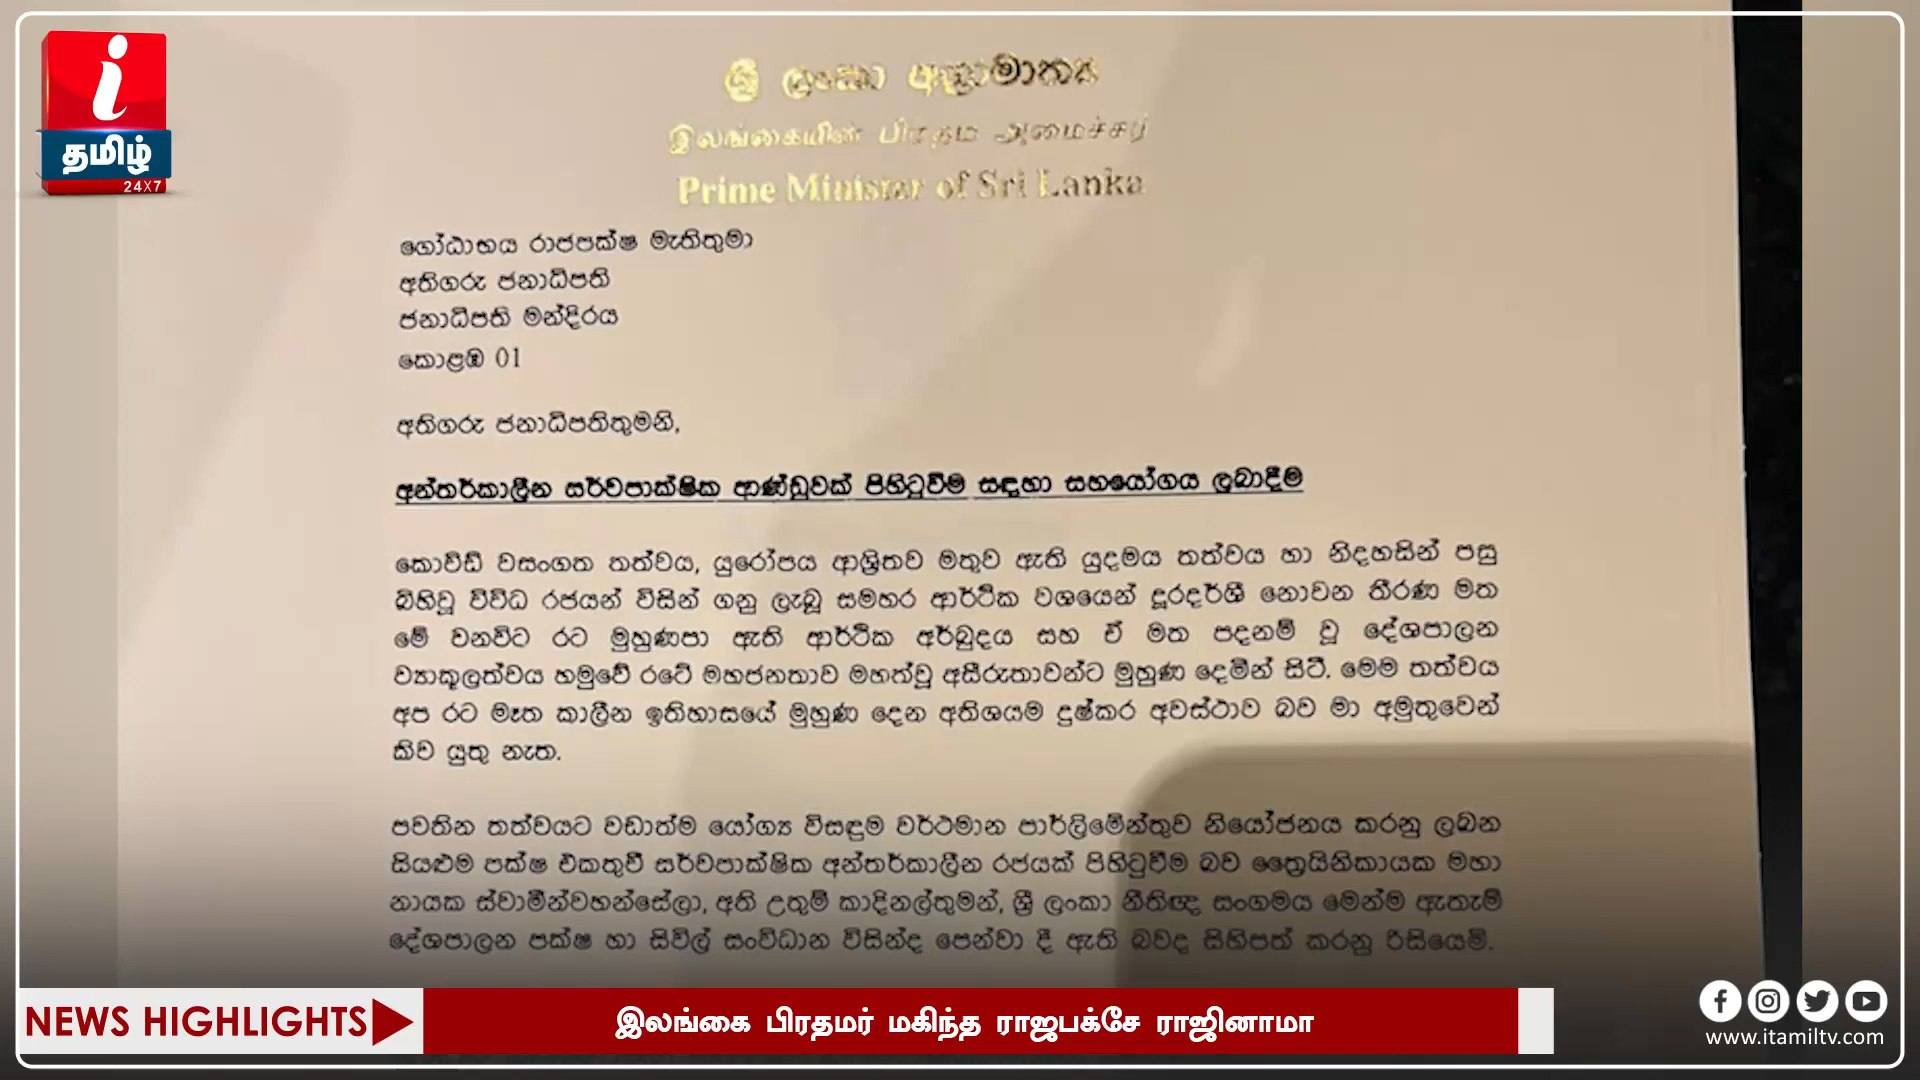 i
தமிழ்
24X7
ශ්‍රී ලංකා අග්‍රාමාත්‍ය
இலங்கையின் பிரதம அமைச்சர்
Prime Minister of Sri Lanka
ගෝඨාභය රාජපක්ෂ මැතිතුමා
අතිගරු ජනාධිපති
ජනාධිපති මන්දිරය
කොළඹ 01
අතිගරු ජනාධිපතිතුමනි,
අන්තර්කාලීන සර්වපාක්ෂික ආණ්ඩුවක් පිහිටුවීම සඳහා සහයෝගය ලබාදීම
කොවිඩ් වසංගත තත්වය, යුරෝපය ආශ්‍රිතව මතුව ඇති යුදමය තත්වය හා නිදහසින් පසු
බිහිවූ විවිධ රජයන් විසින් ගනු ලැබූ සමහර ආර්ථික වශයෙන් දූරදර්ශී නොවන තීරණ මත
මේ වනවිට රට මුහුණපා ඇති ආර්ථික අර්බුදය සහ ඒ මත පදනම් වූ දේශපාලන
ව්‍යාකූලත්වය හමුවේ රටේ මහජනතාව මහත්වූ අසීරුතාවන්ට මුහුණ දෙමින් සිටී. මෙම තත්වය
අප රට මෑත කාලීන ඉතිහාසයේ මුහුණ දෙන අතිශයම දුෂ්කර අවස්ථාව බව මා අමුතුවෙන්
කිව යුතු නැත.
පවතින තත්වයට වඩාත්ම යෝග්‍ය විසඳුම වර්ථමාන පාර්ලිමේන්තුව නියෝජනය කරනු ලබන
සියළුම පක්ෂ එකතුවී සර්වපාක්ෂික අන්තර්කාලීන රජයක් පිහිටුවීම බව ත්‍රෛයිනිකායක මහා
නායක ස්වාමීන්වහන්සේලා, අති උතුම් කාදිනල්තුමන්, ශ්‍රී ලංකා නීතිඥ සංගමය මෙන්ම ඇතැම්
දේශපාලන පක්ෂ හා සිවිල් සංවිධාන විසින්ද පෙන්වා දී ඇති බවද සිහිපත් කරනු රිසියෙමි.
NEWS HIGHLIGHTS
இலங்கை பிரதமர் மகிந்த ராஜபக்சே ராஜினாமா
www.itamiltv.com